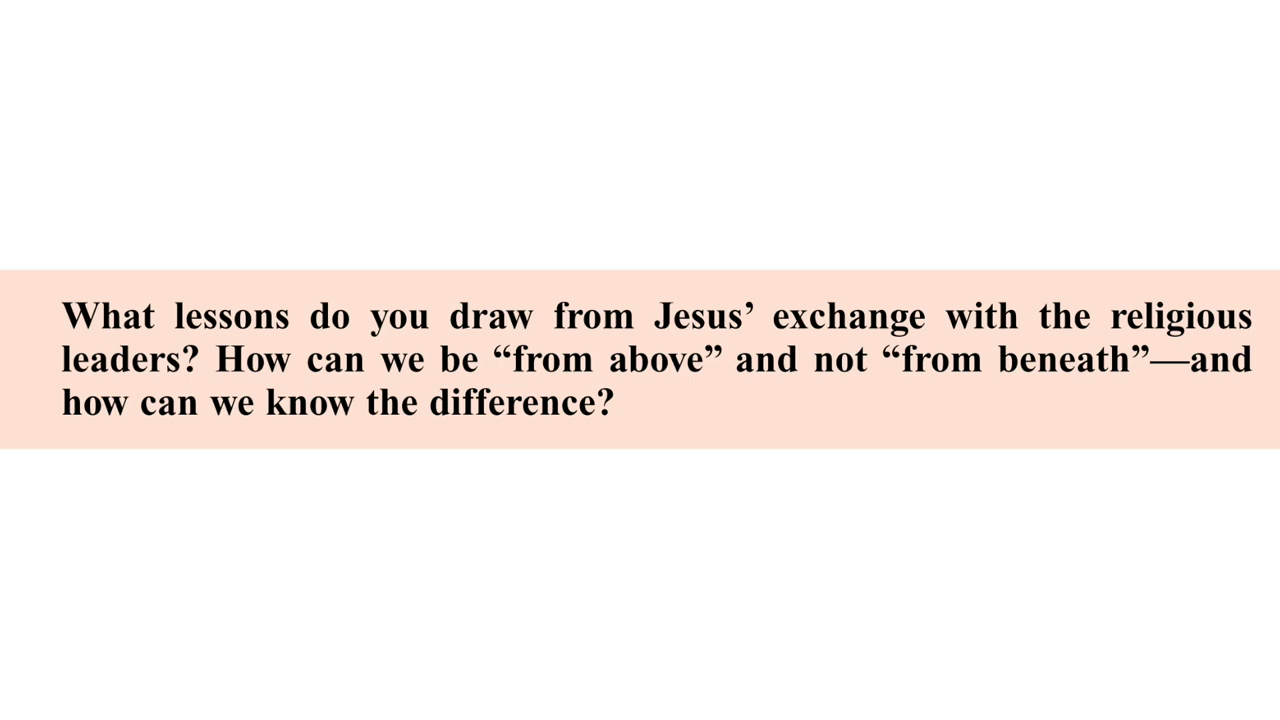 What lessons do you draw from Jesus’ exchange with the religious
leaders? How can we be “from above” and not “from beneath”—and
how can we know the difference?